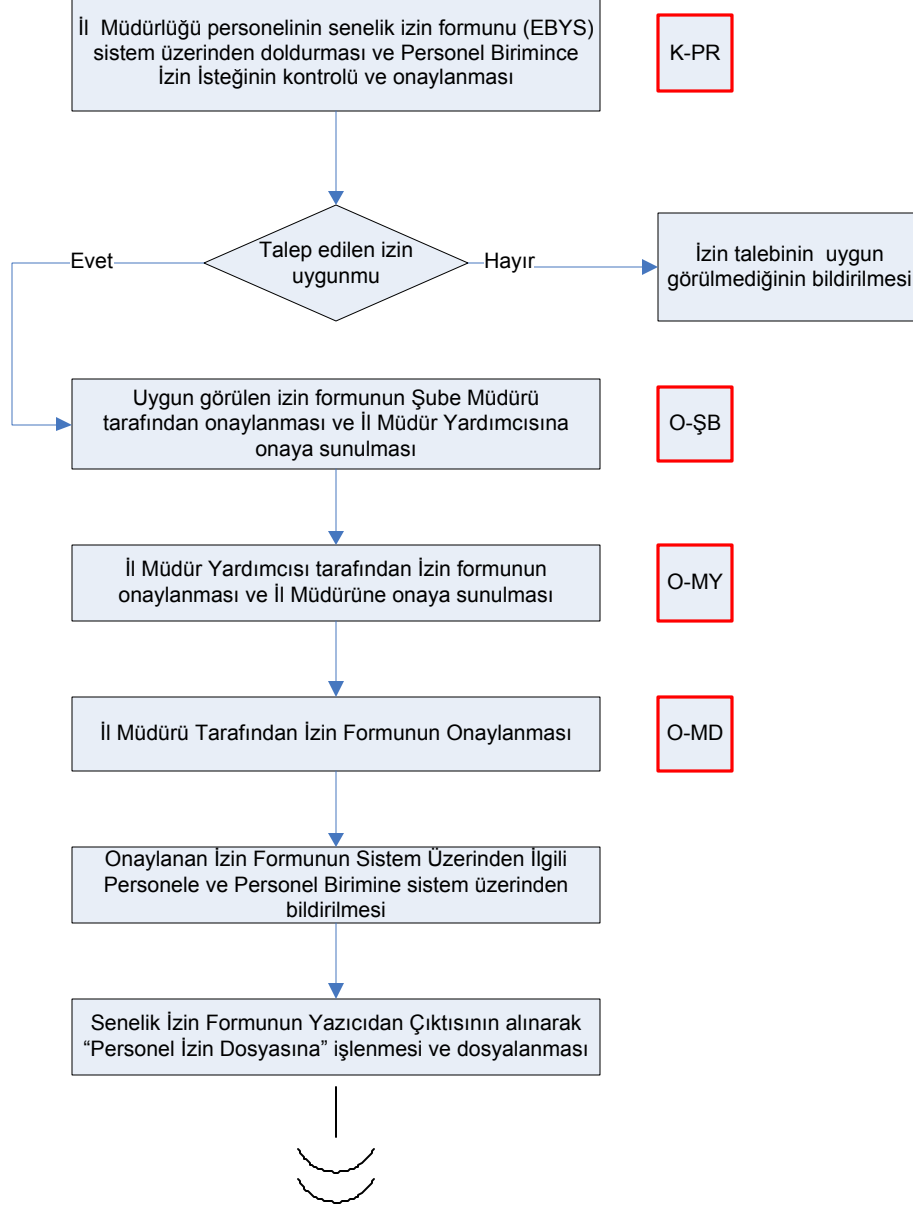 İl Müdürlüğü personelinin senelik izin formunu (EBYS)
sistem üzerinden doldurması ve Personel Birimince
İzin İsteğinin kontrolü ve onaylanması
K-PR
Talep edilen izin
uygunmu
Evet
Hayır
İzin talebinin uygun
görülmediğinin bildirilmesi
Uygun görülen izin formunun Şube Müdürü
tarafından onaylanması ve İl Müdür Yardımcısına
onaya sunulması
O-ŞB
İl Müdür Yardımcısı tarafından İzin formunun
onaylanması ve İl Müdürüne onaya sunulması
O-MY
İl Müdürü Tarafından İzin Formunun Onaylanması
O-MD
Onaylanan İzin Formunun Sistem Üzerinden İlgili
Personele ve Personel Birimine sistem üzerinden
bildirilmesi
Senelik İzin Formunun Yazıcıdan Çıktısının alınarak
“Personel İzin Dosyasına” işlenmesi ve dosyalanması